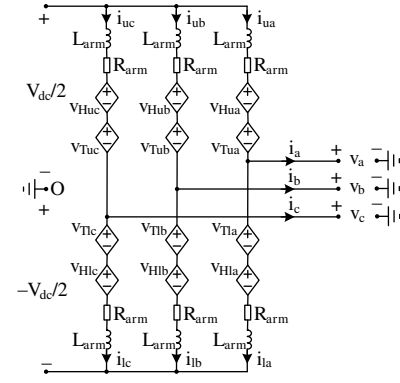 + i_uc i_ub i_ua
L_arm L_arm L_arm
R_arm R_arm R_arm
V_dc/2
+ + +
v_Huc v_Hub v_Hua
− − −
+ + +
v_Tuc v_Tub v_Tua
− − −
i_a + v_a −
− O
i_b + v_b −
+
i_c + v_c −
+ + +
v_Tlc v_Tlb v_Tla
− − −
+ + +
v_Hlc v_Hlb v_Hla
− − −
−V_dc/2
R_arm R_arm R_arm
L_arm L_arm L_arm
− i_lc i_lb i_la